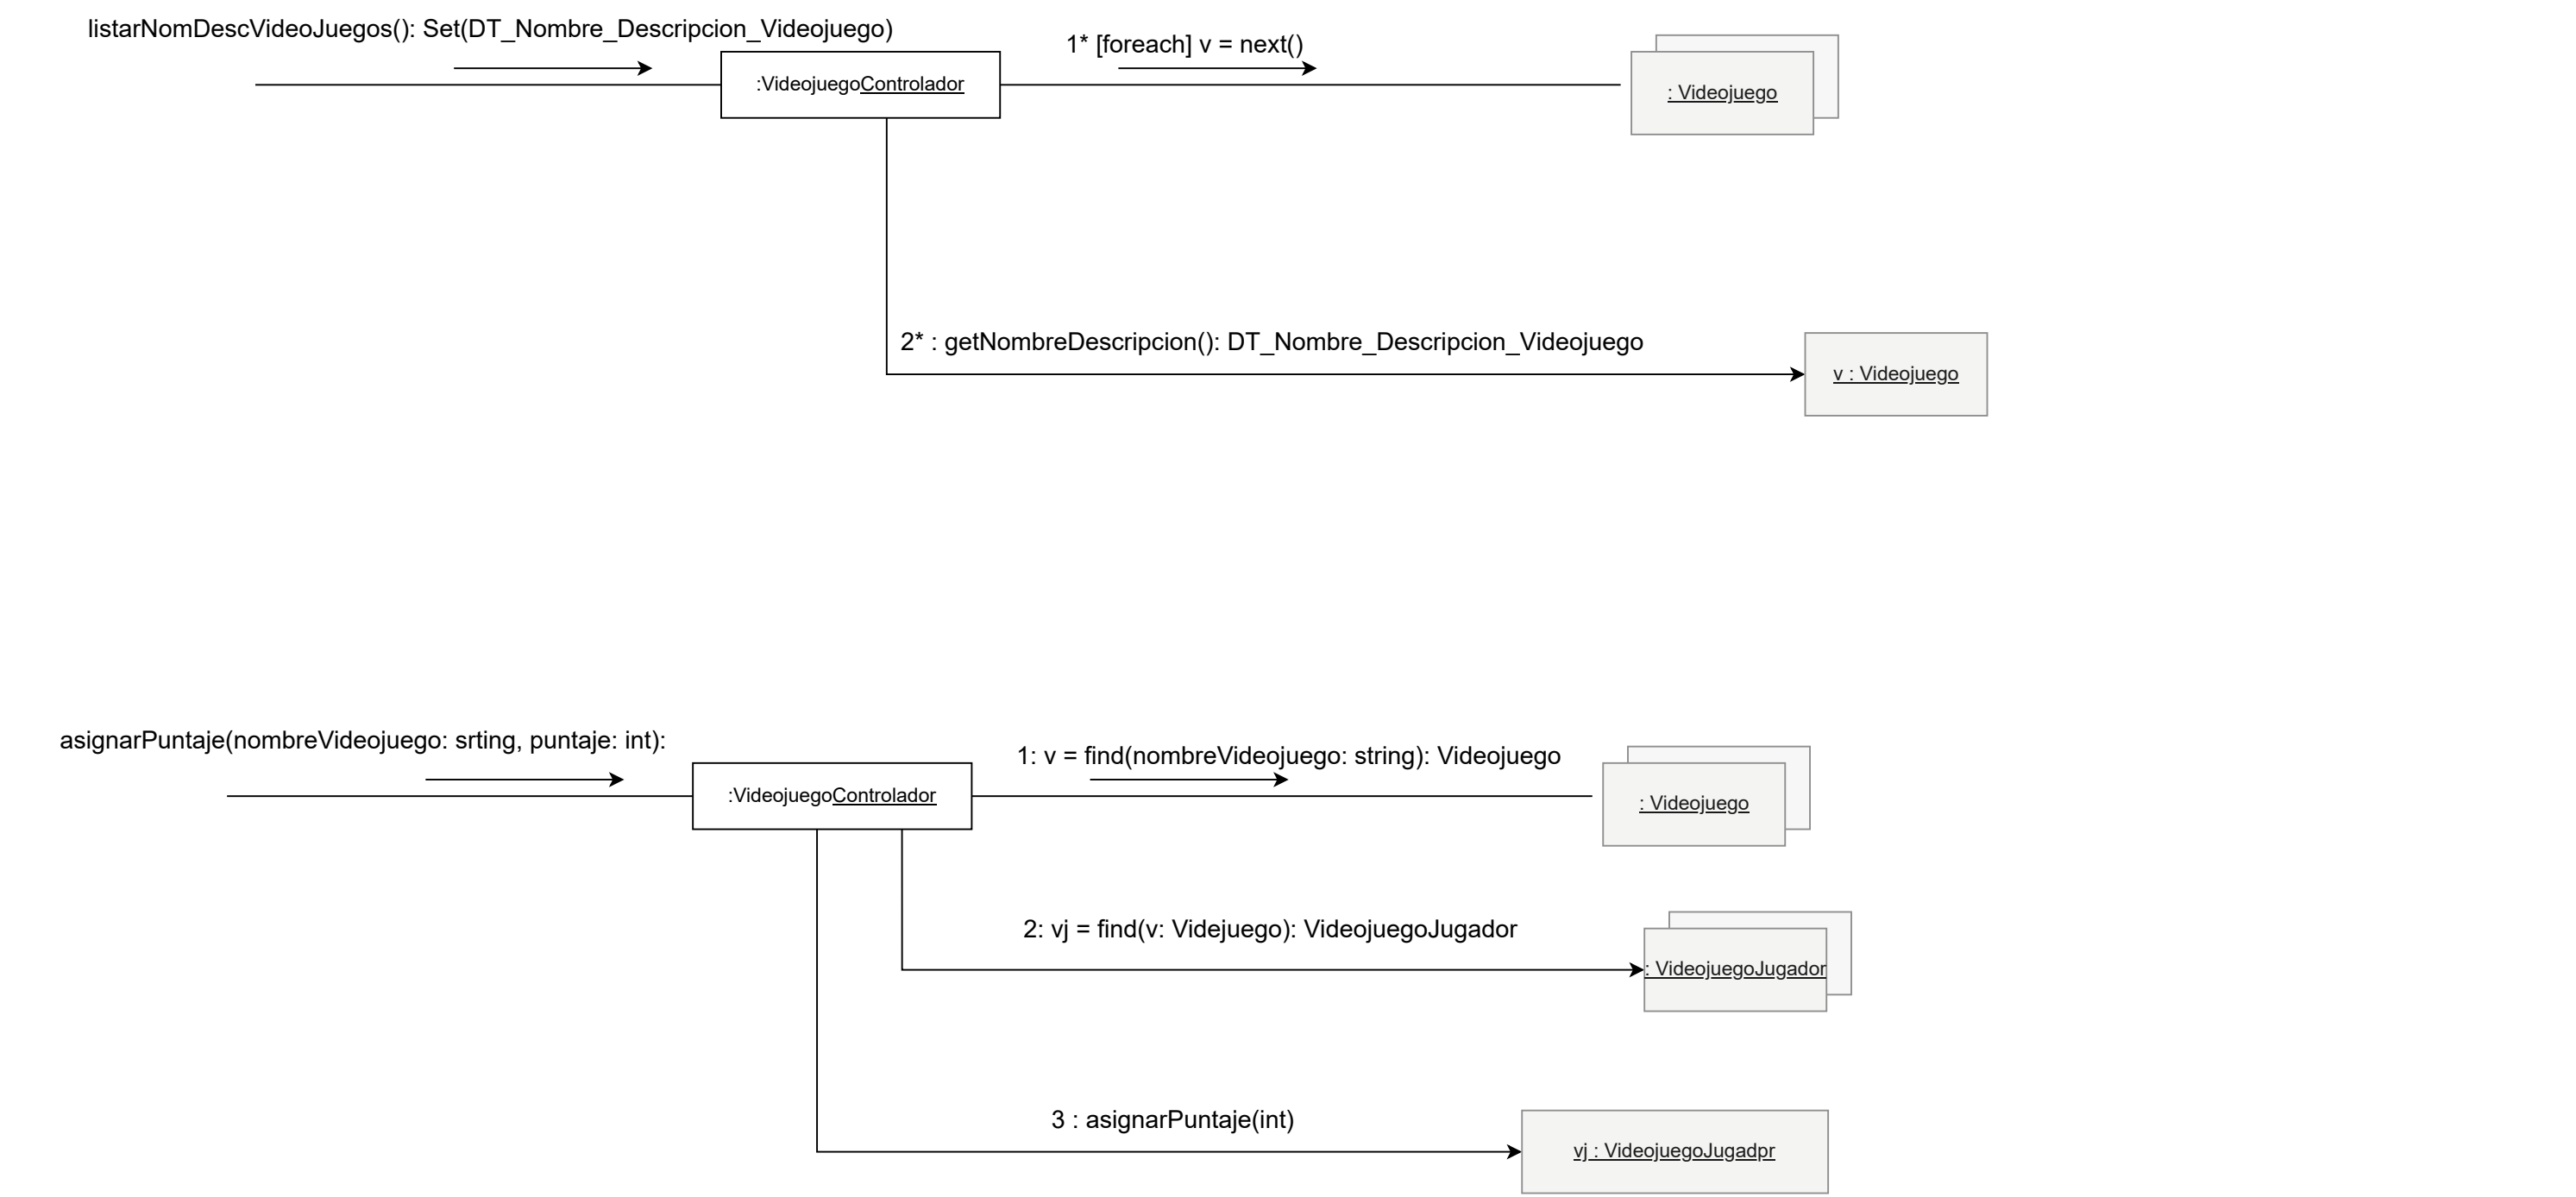 listarNomDescVideoJuegos(): Set(DT_Nombre_Descripcion_Videojuego)
1* [foreach] v = next()
:VideojuegoControlador
: Videojuego
2* : getNombreDescripcion(): DT_Nombre_Descripcion_Videojuego
v : Videojuego
asignarPuntaje(nombreVideojuego: srting, puntaje: int):
1: v = find(nombreVideojuego: string): Videojuego
:VideojuegoControlador
: Videojuego
2: vj = find(v: Videjuego): VideojuegoJugador
: VideojuegoJugador
3 : asignarPuntaje(int)
vj : VideojuegoJugadpr